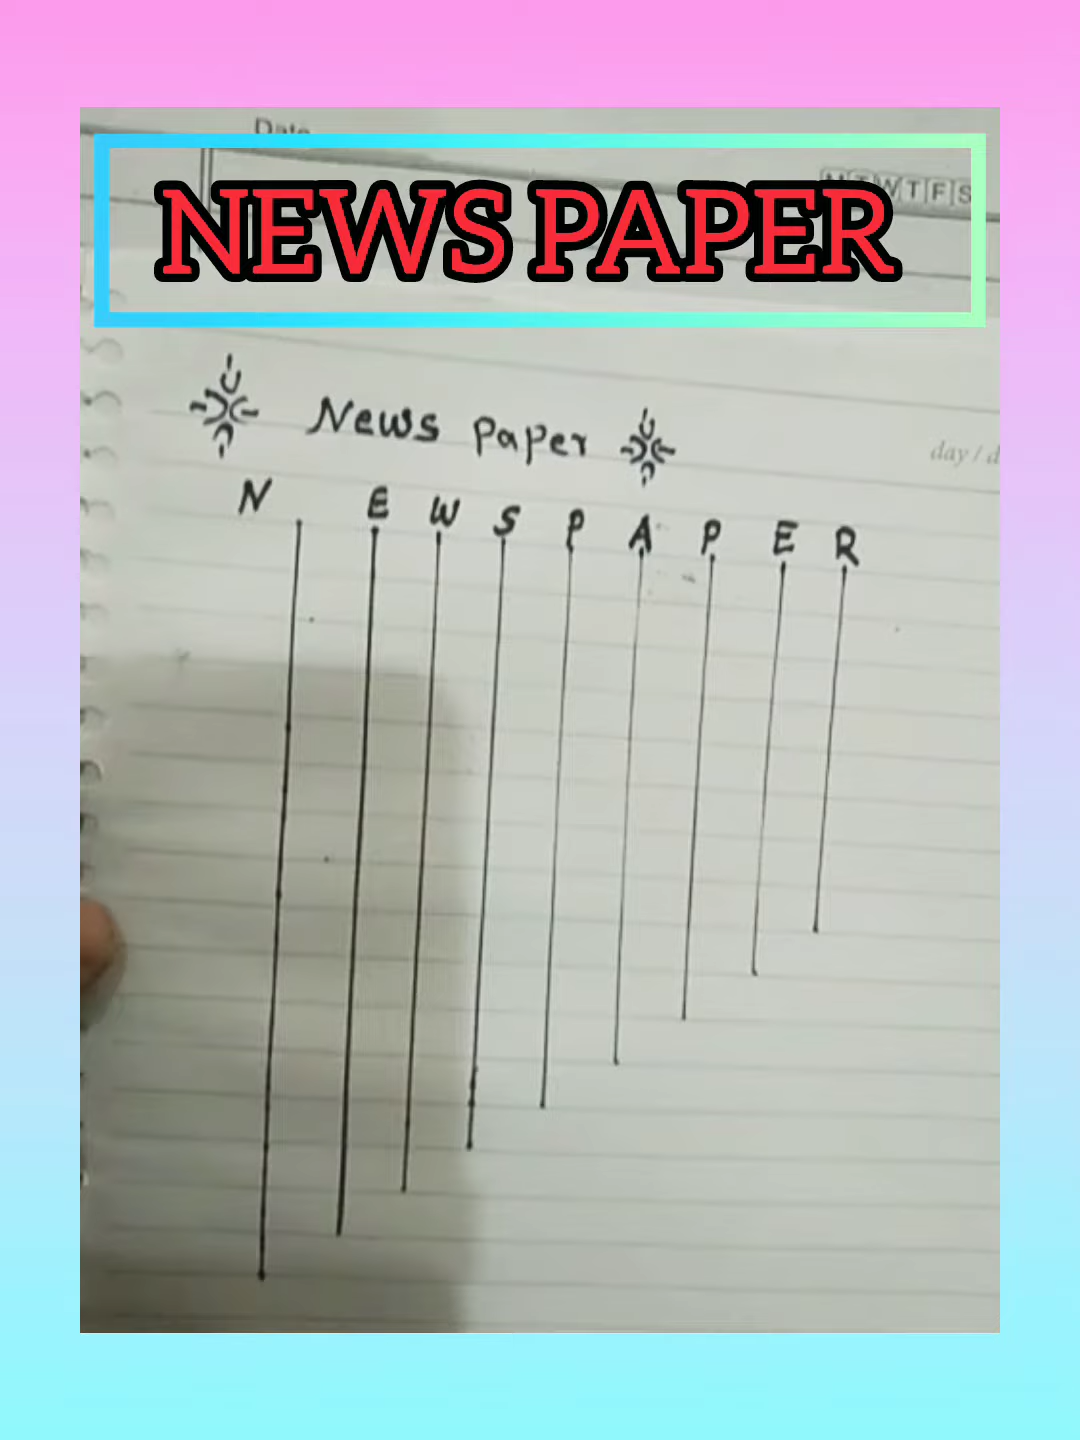 Date
M T W T F S
NEWS PAPER
News Paper
day / d
N E W S P A P E R